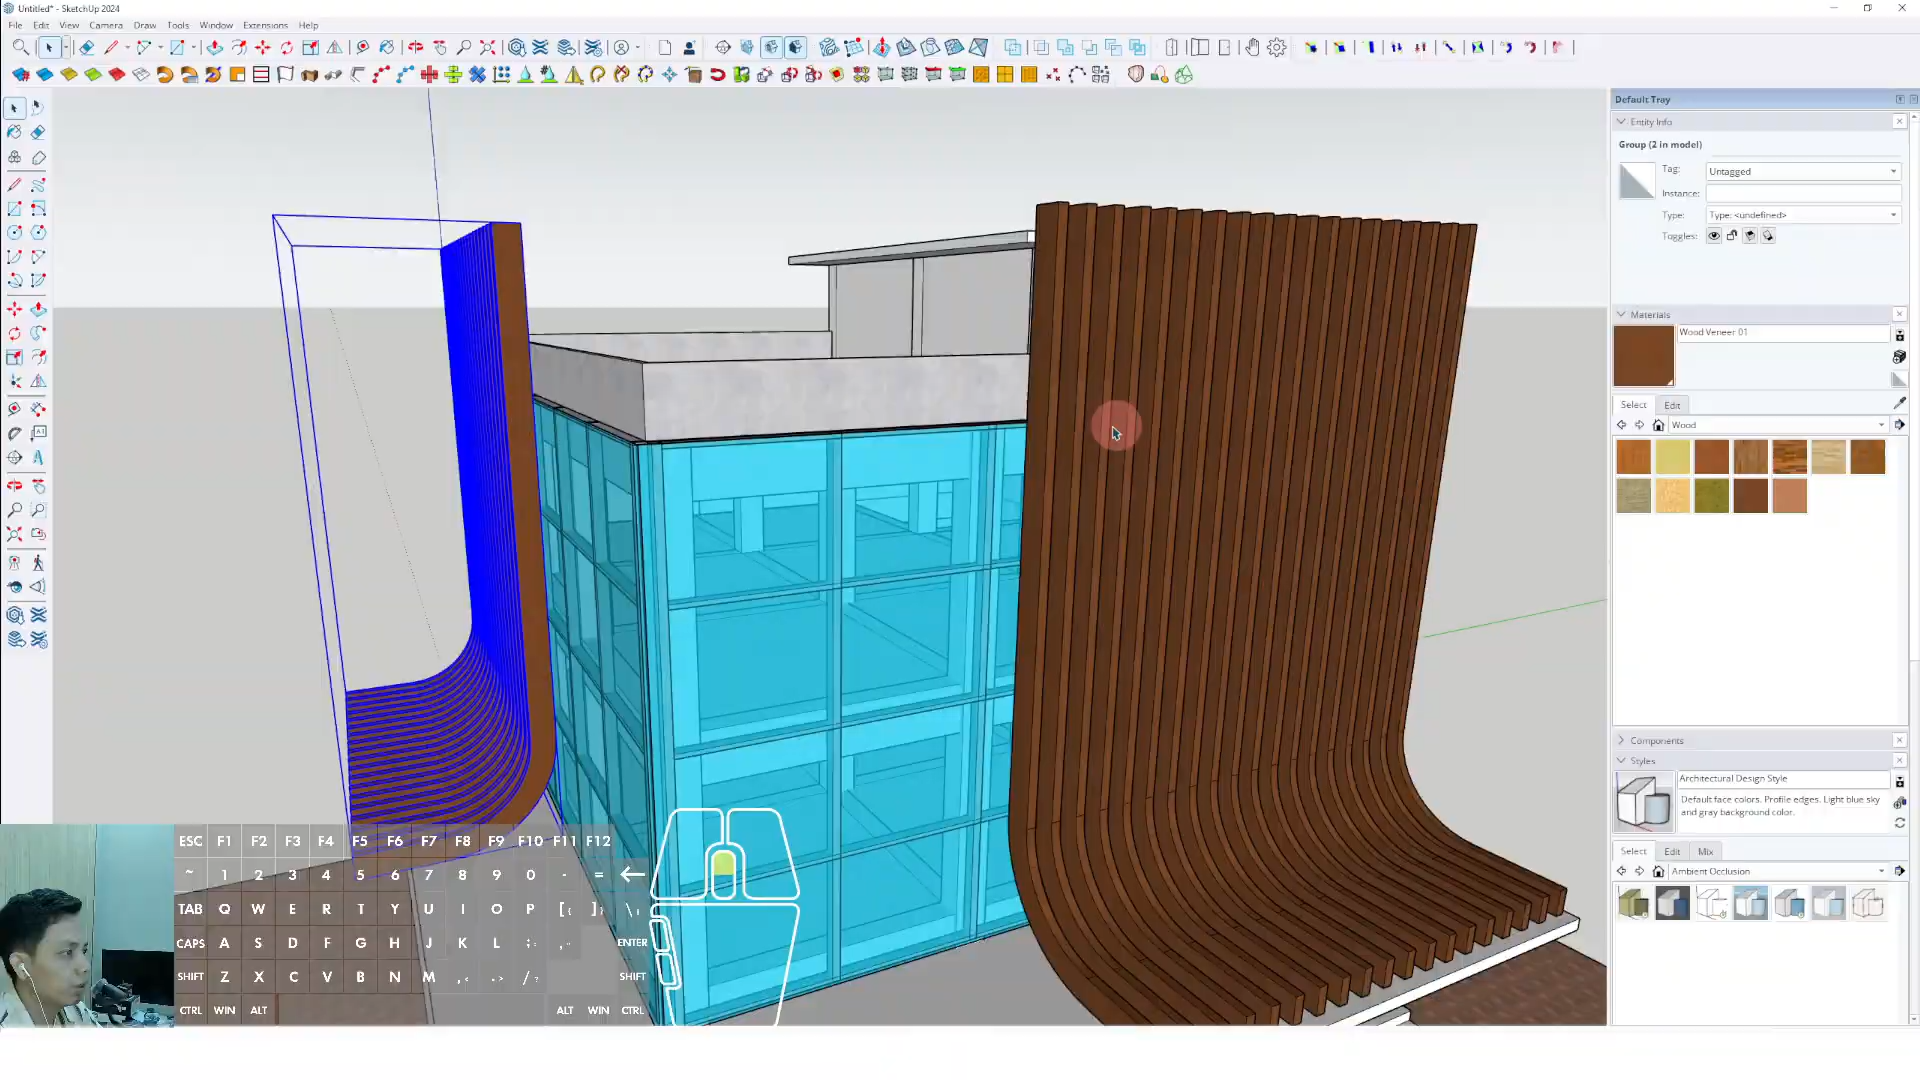 Untitled* - SketchUp 2024
File Edit View Camera Draw Tools Window Extensions Help
Default Tray
Entity Info
Group (2 in model)
Tag: Untagged
Instance:
Type: Type: <undefined>
Toggles:
Materials
Wood Veneer 01
Select Edit
Wood
Components
Styles
Architectural Design Style
Default face colors. Profile edges. Light blue sky
and gray background color.
Select Edit Mix
Ambient Occlusion
ESC F1 F2 F3 F4 F5 F6 F7 F8 F9 F10 F11 F12
~ 1 2 3 4 5 6 7 8 9 0 - = ←
TAB Q W E R T Y U I O P [{ ]} \
CAPS A S D F G H J K L ;: ,. ENTER
SHIFT Z X C V B N M ,< .> /? SHIFT
CTRL WIN ALT ALT WIN CTRL